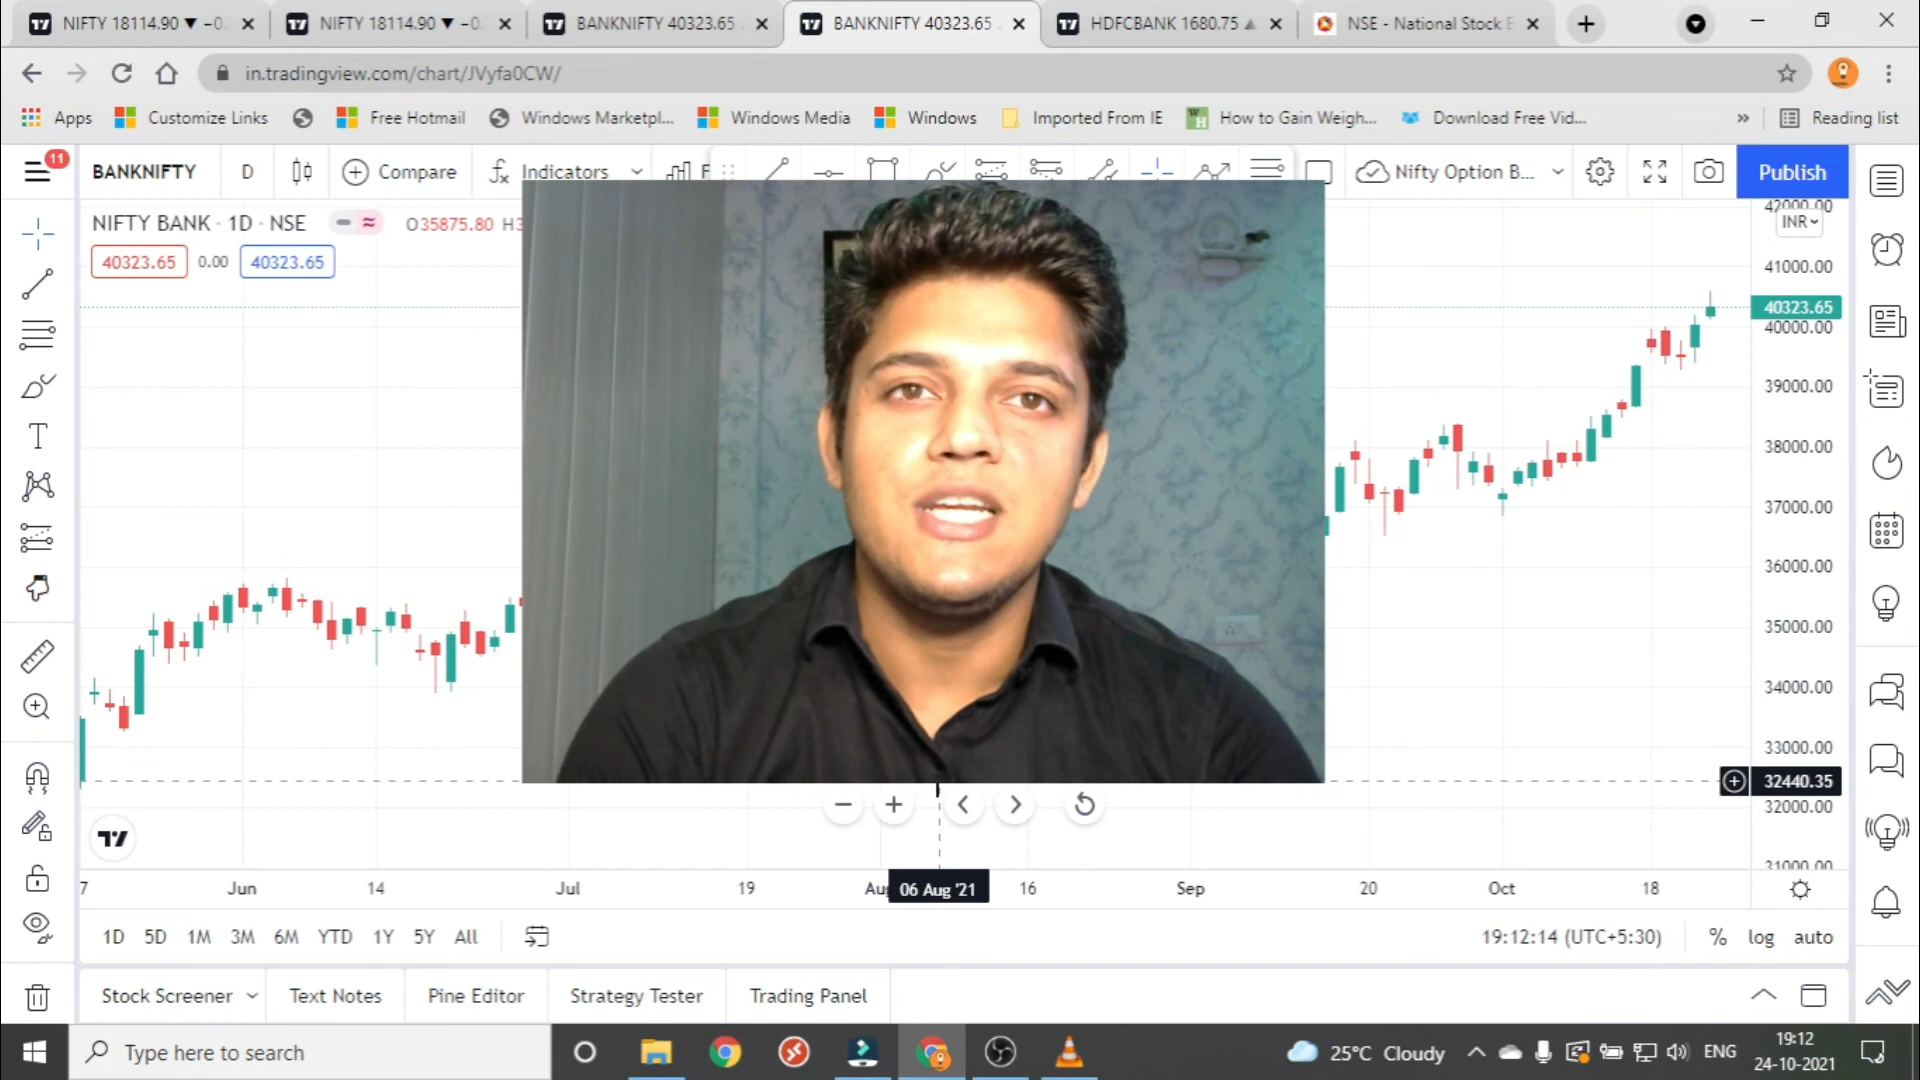 NIFTY 18114.90 ▼ −0.
NIFTY 18114.90 ▼ −0.
BANKNIFTY 40323.65
BANKNIFTY 40323.65
HDFCBANK 1680.75 ▲
NSE - National Stock E
in.tradingview.com/chart/JVyfa0CW/
Apps
Customize Links
Free Hotmail
Windows Marketpl...
Windows Media
Windows
Imported From IE
How to Gain Weigh...
Download Free Vid...
»
Reading list
11
BANKNIFTY
D
Compare
Indicators
Nifty Option B...
Publish
NIFTY BANK · 1D · NSE
O35875.80
40323.65 0.00 40323.65
42000.00
INR
41000.00
40323.65
40000.00
39000.00
38000.00
37000.00
36000.00
35000.00
34000.00
33000.00
32440.35
32000.00
31000.00
7 Jun 14 Jul 19 Aug 06 Aug '21 16 Sep 20 Oct 18
1D 5D 1M 3M 6M YTD 1Y 5Y All
19:12:14 (UTC+5:30) % log auto
Stock Screener
Text Notes
Pine Editor
Strategy Tester
Trading Panel
Type here to search
25°C Cloudy
ENG
19:12
24-10-2021